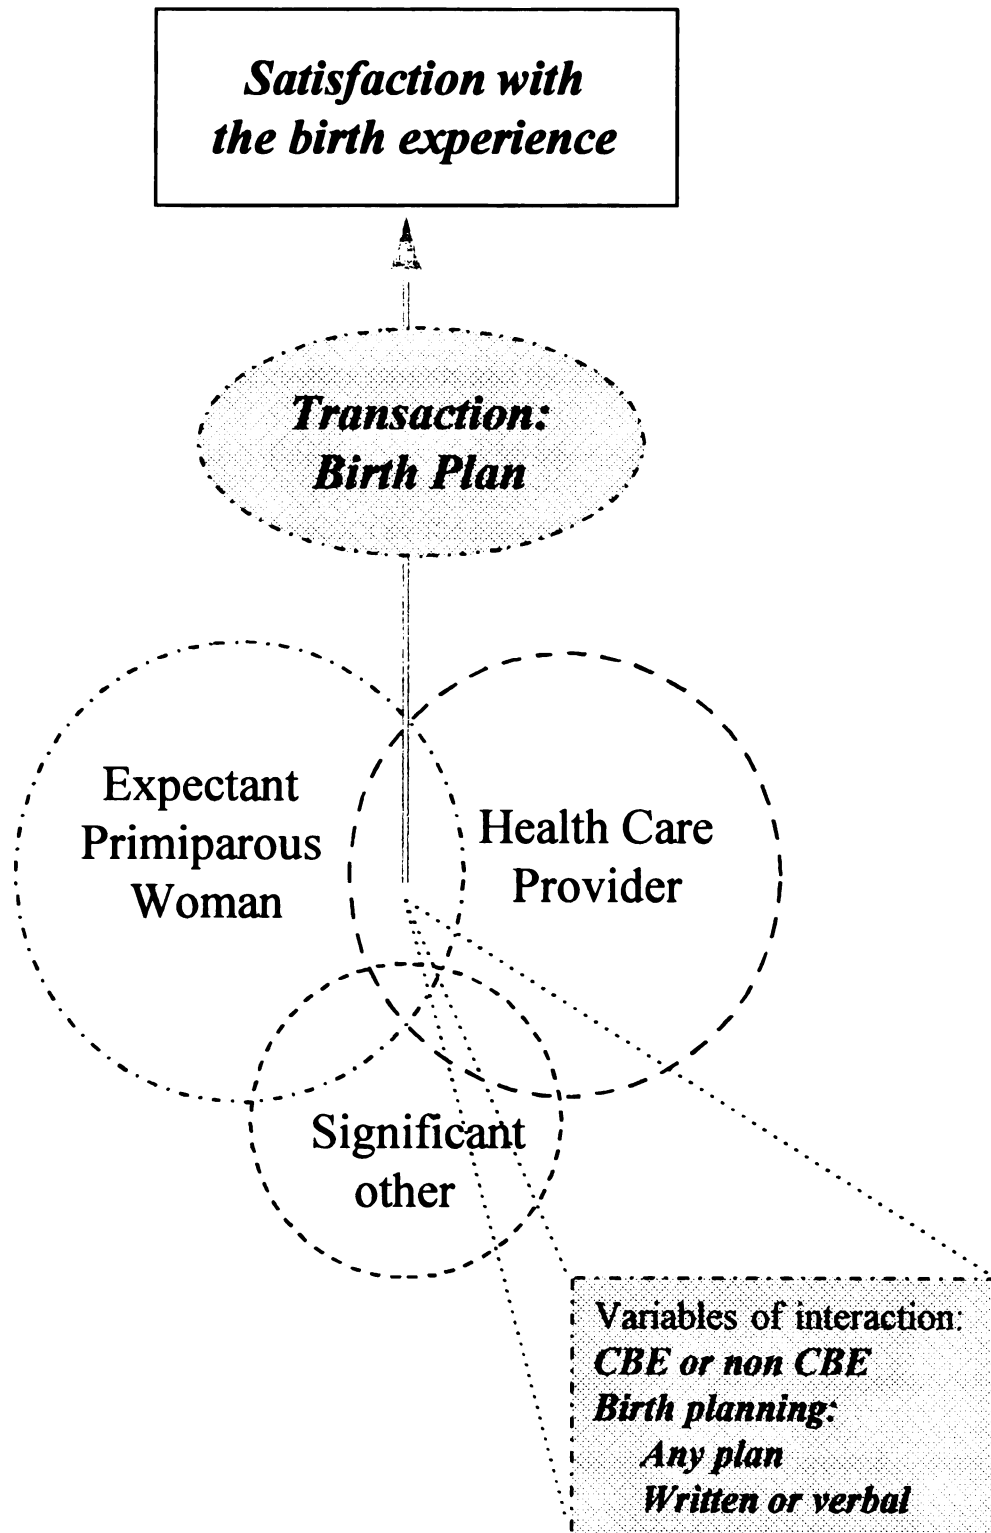 Satisfaction with
the birth experience
Transaction:
Birth Plan
Expectant
Primiparous
Woman
Health Care
Provider
Significant
other
Variables of interaction:
CBE or non CBE
Birth planning:
Any plan
Written or verbal